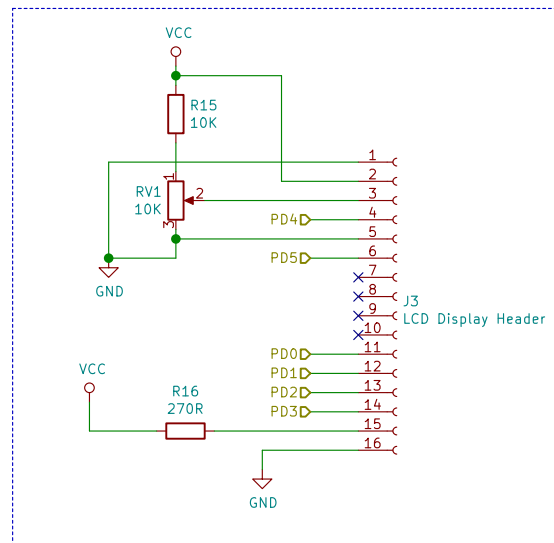 VCC
R15
10K
1
RV1
10K
2
3
GND
1
2
3
PD4
4
5
PD5
6
7
8
9
10
J3
LCD Display Header
PD0
11
PD1
12
PD2
13
PD3
14
15
16
VCC
R16
270R
GND